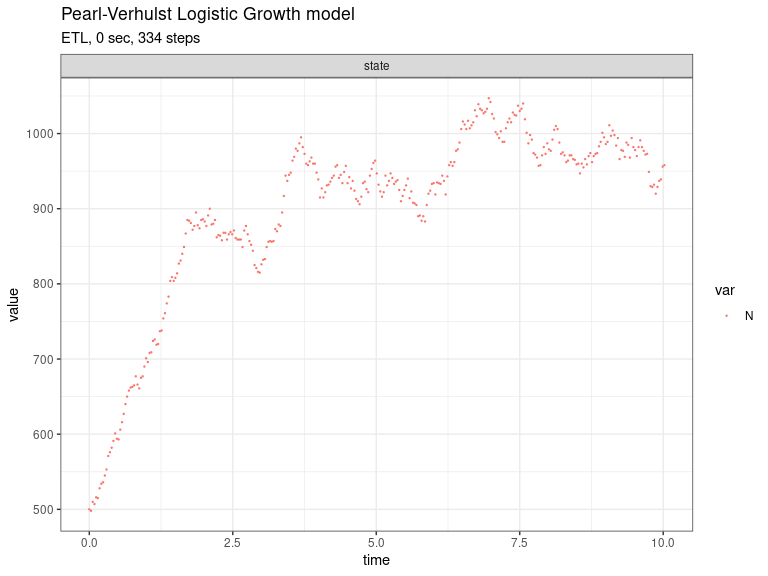 Pearl-Verhulst Logistic Growth model
ETL, 0 sec, 334 steps
state
1000
900
800
700
600
500
value
0.0 2.5 5.0 7.5 10.0
time
var
N